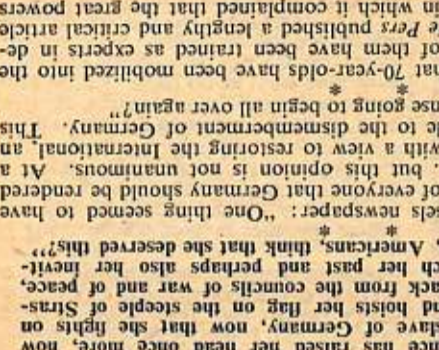 nce has raised her head once more, now
slave of Germany, now that she fights on
nd hoists her flag on the steeple of Stras-
ack from the councils of war and of peace,
ch her past and perhaps also her inevit-
Americans, think that she deserved this?"
* *
els newspaper: "One thing seemed to have
of everyone that Germany should be rendered
, but this opinion is not unanimous. At a
with a view to restoring the International, an
e to the dismemberment of Germany. This
nse going to begin all over again?"
* *
hat 70-year-olds have been mobilized into the
of them have been trained as experts in de-
e Pers published a lengthy and critical article
in which it complained that the great powers